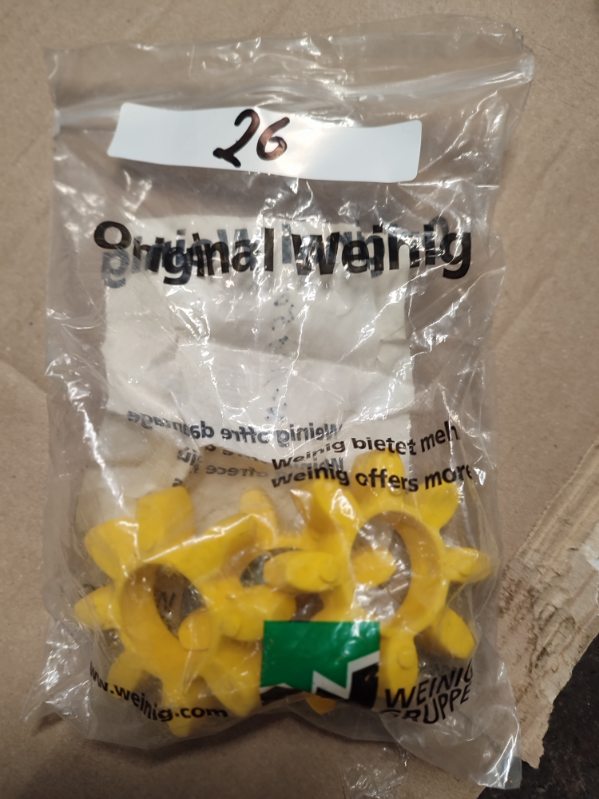 26
Original Weinig
Weinig offre davantage
Weinig bietet mehr
Weinig offers more
www.weinig.com
WEINIG
GRUPPE